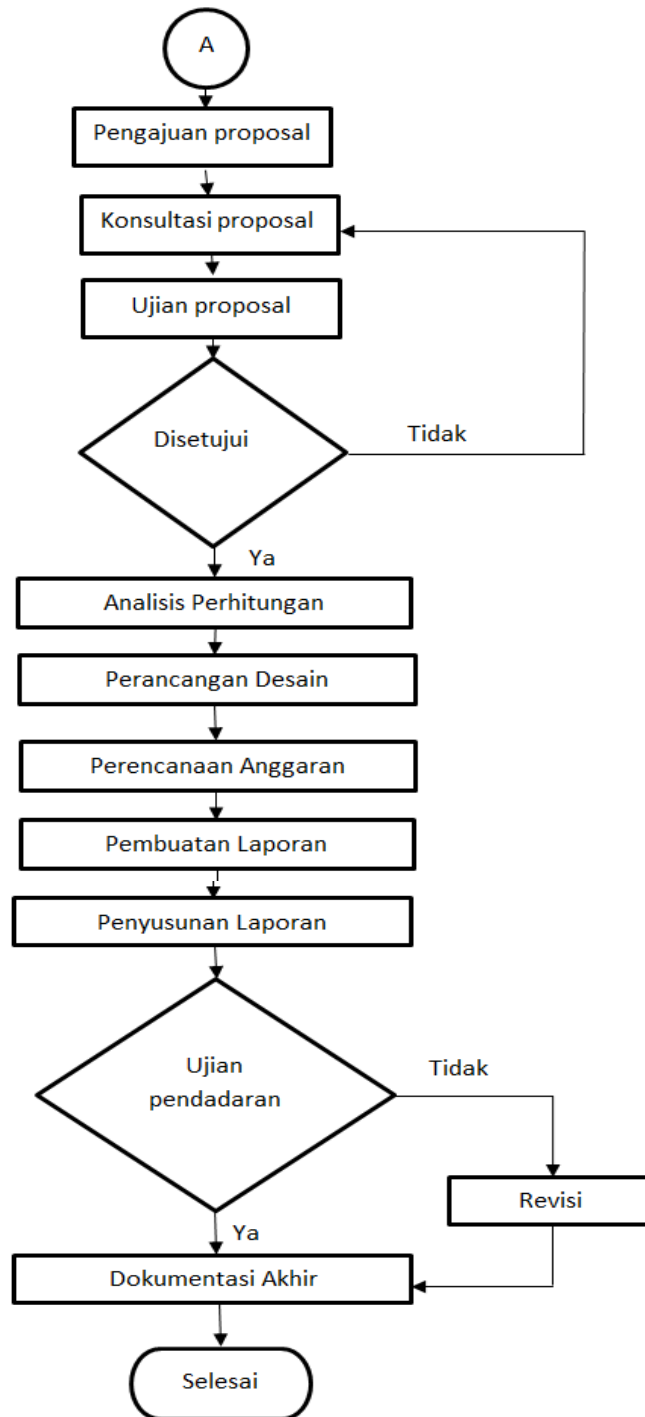 A
Pengajuan proposal
Konsultasi proposal
Ujian proposal
Disetujui
Tidak
Ya
Analisis Perhitungan
Perancangan Desain
Perencanaan Anggaran
Pembuatan Laporan
Penyusunan Laporan
Ujian
pendadaran
Tidak
Revisi
Ya
Dokumentasi Akhir
Selesai